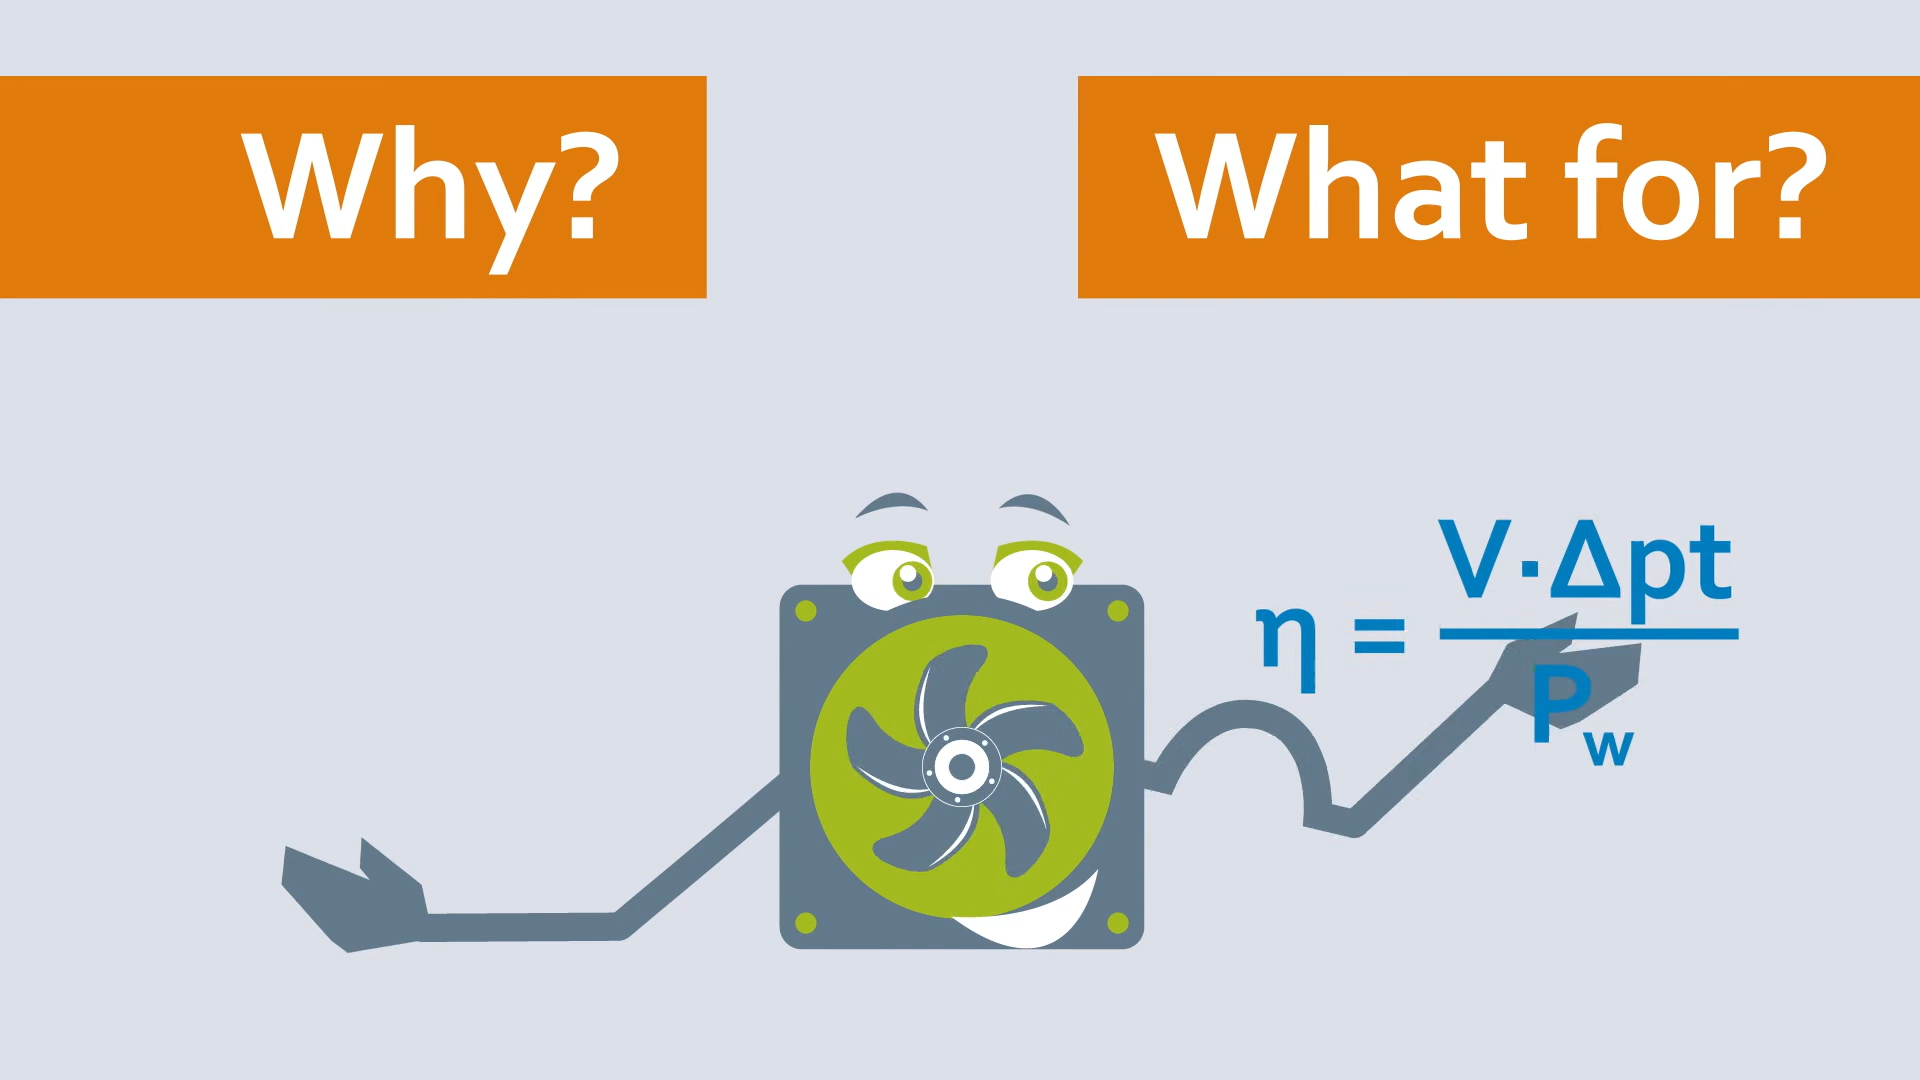 Why?
What for?
η = V·Δpt
Pw